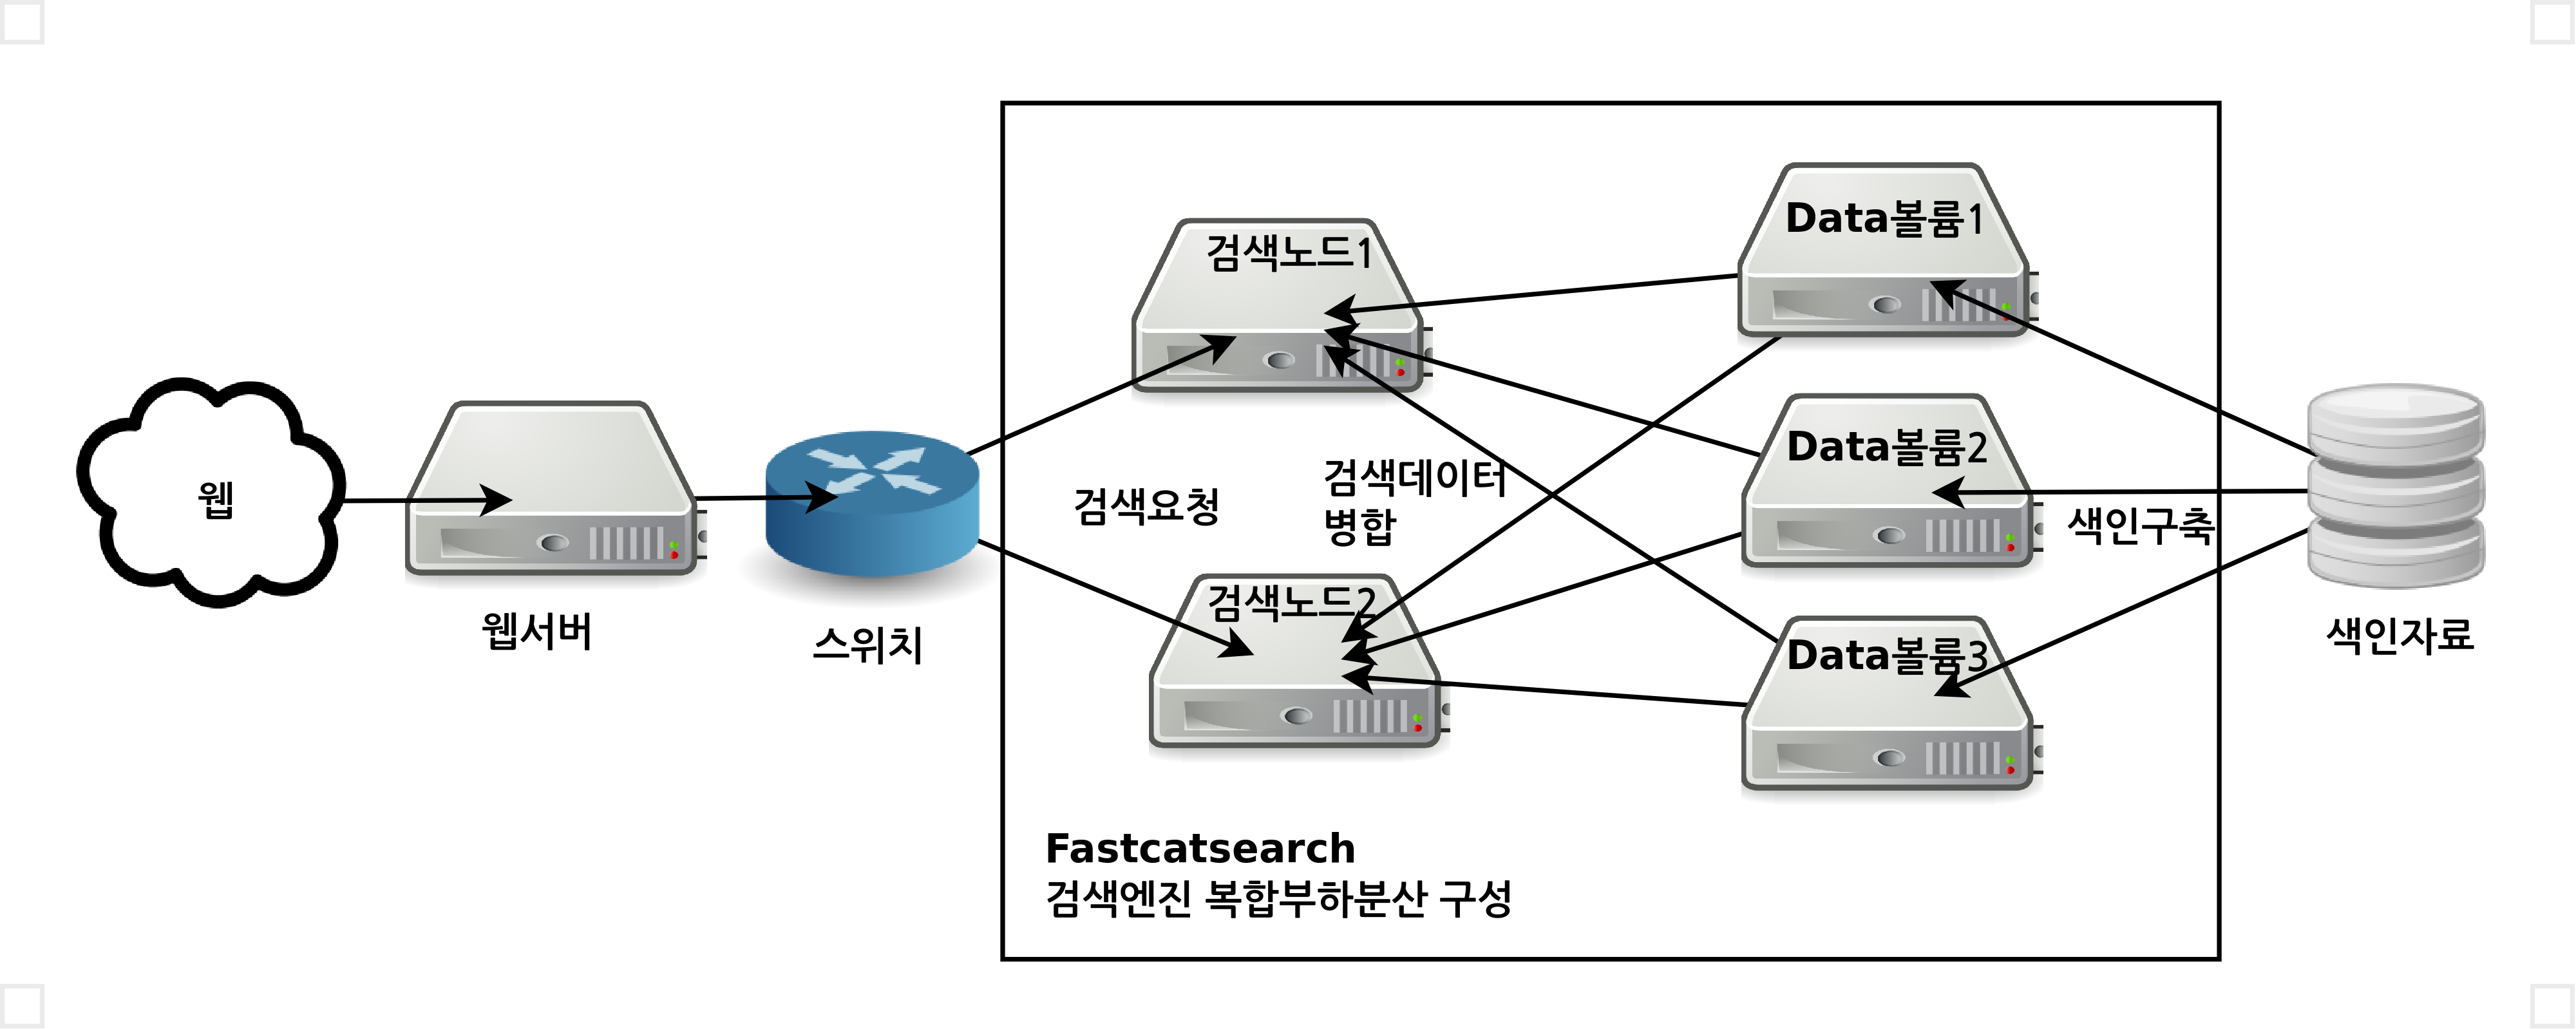 웹
웹서버
스위치
검색요청
검색노드1
검색노드2
검색데이터
병합
Data볼륨1
Data볼륨2
Data볼륨3
색인구축
색인자료
Fastcatsearch
검색엔진 복합부하분산 구성